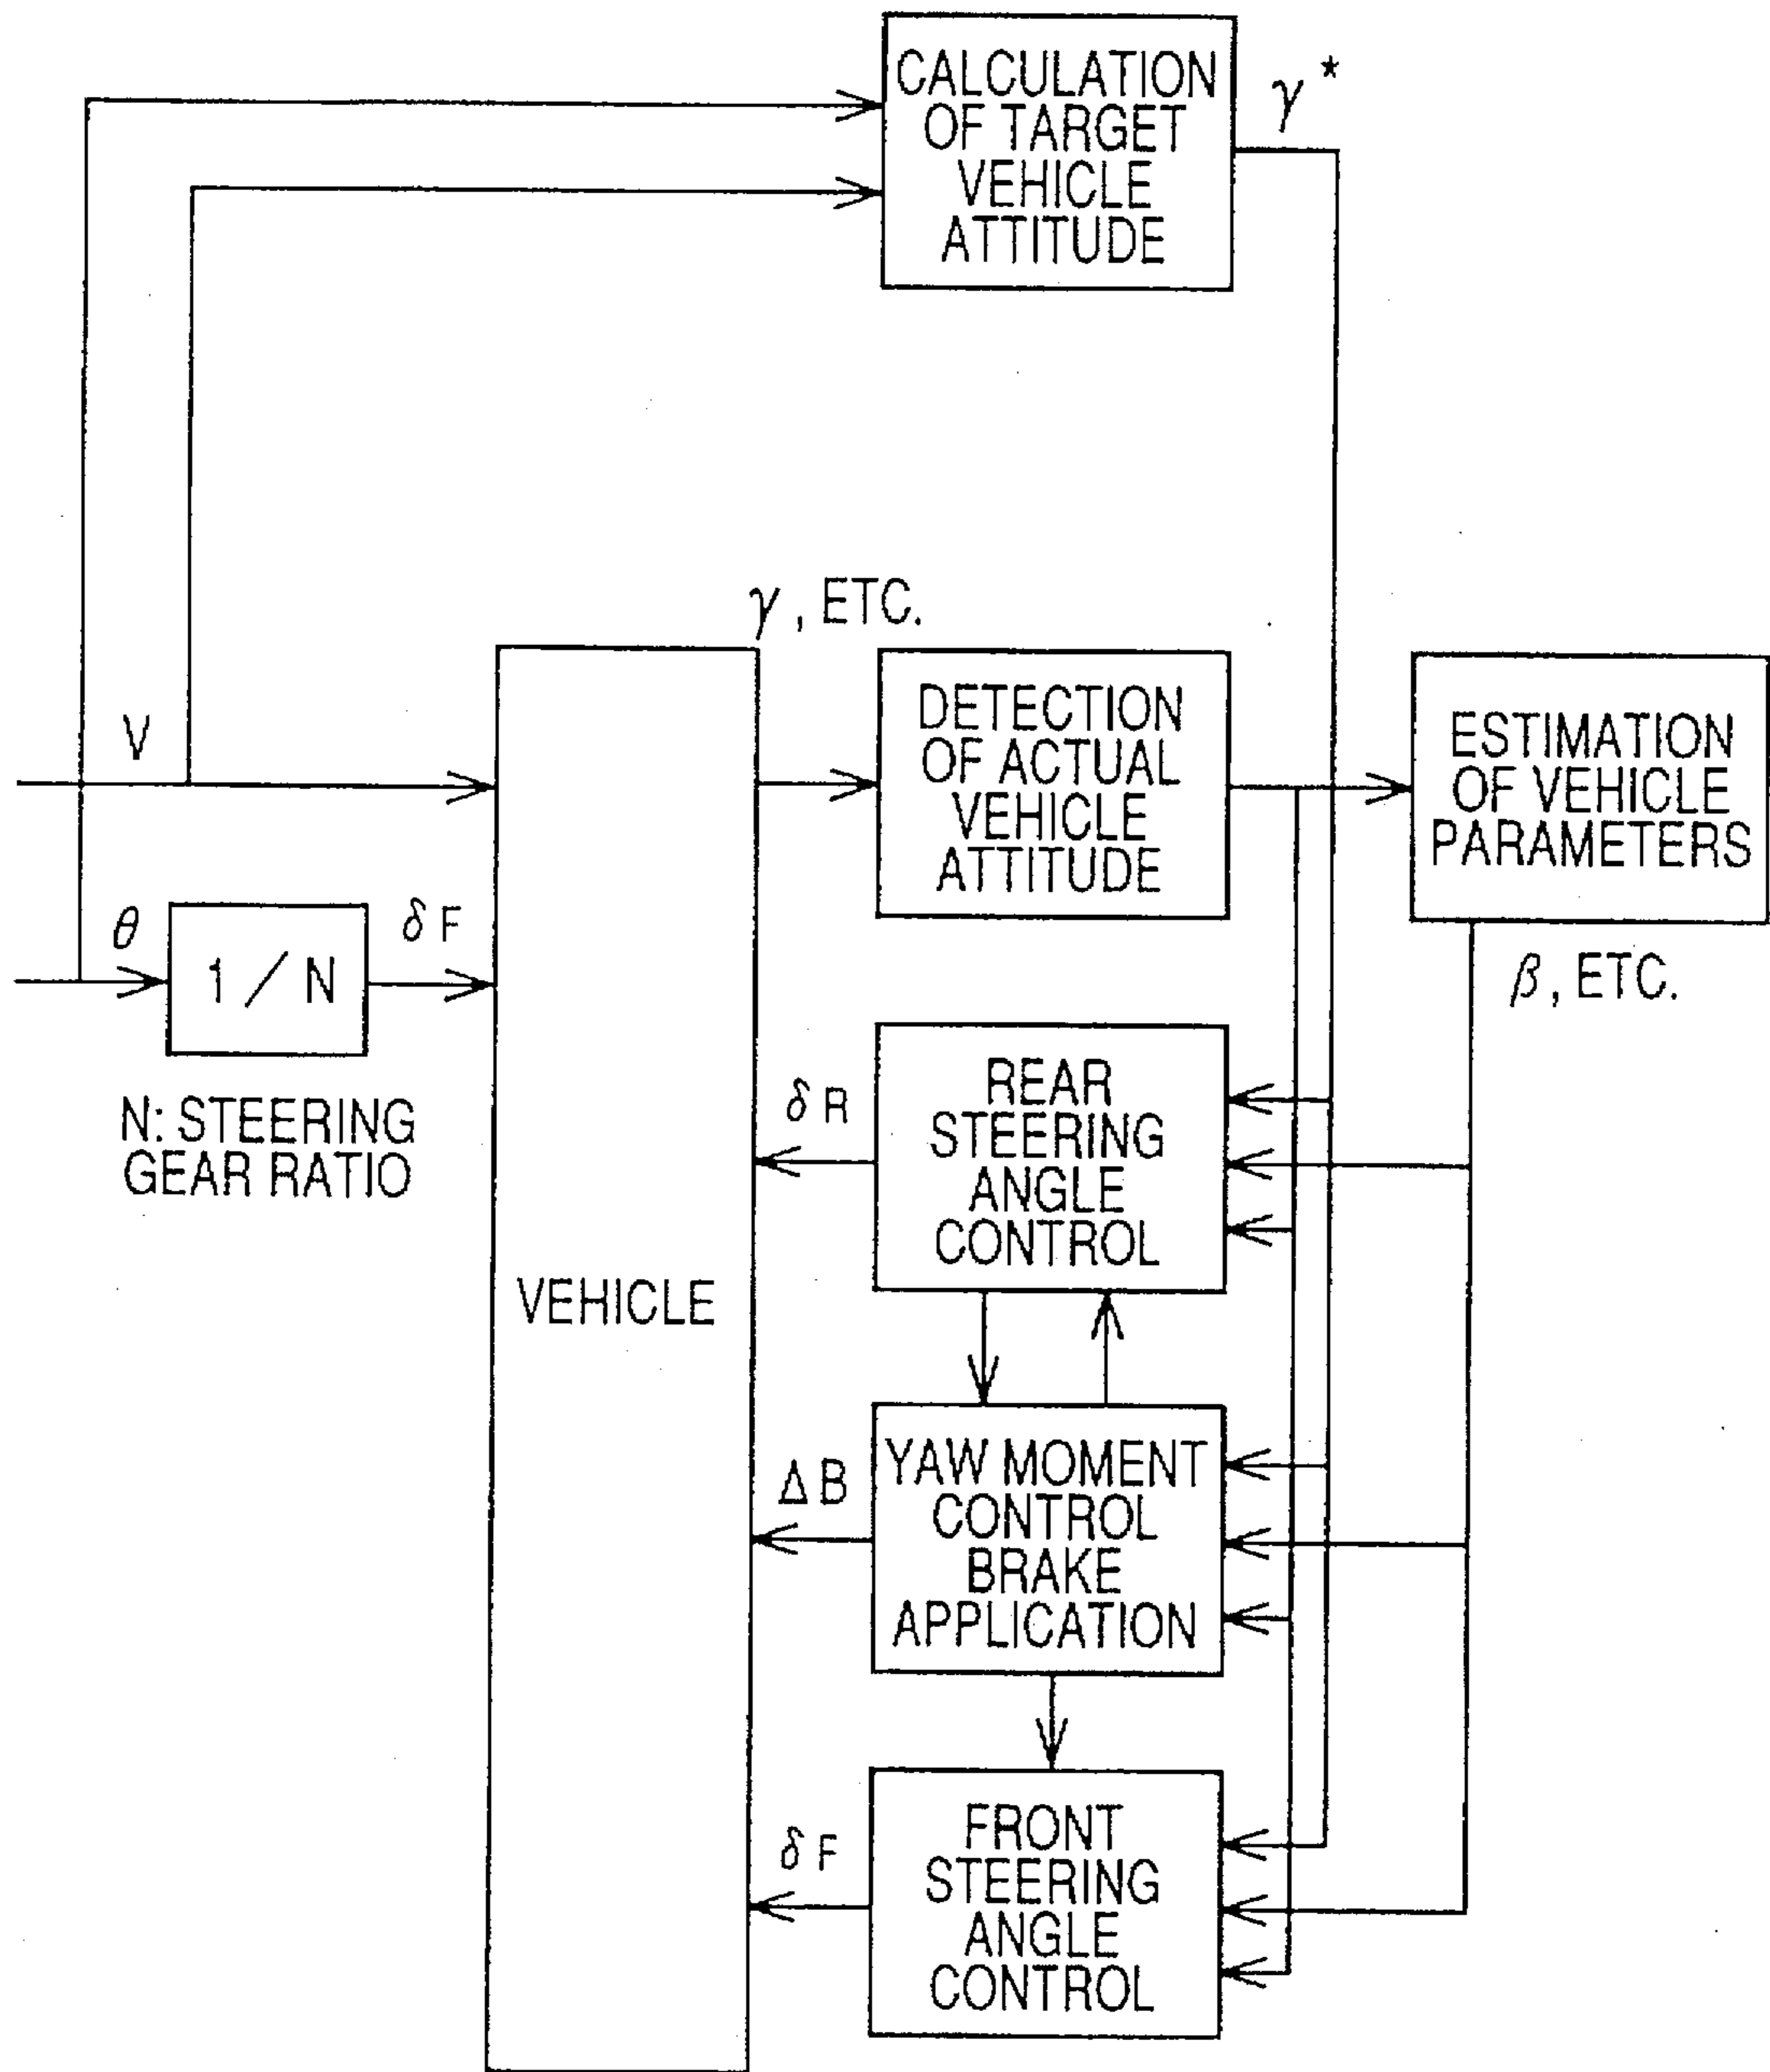 CALCULATION
OF TARGET
VEHICLE
ATTITUDE
γ*
γ, ETC.
V
DETECTION
OF ACTUAL
VEHICLE
ATTITUDE
ESTIMATION
OF VEHICLE
PARAMETERS
θ
1/N
δF
β, ETC.
N: STEERING
GEAR RATIO
VEHICLE
δR
REAR
STEERING
ANGLE
CONTROL
ΔB
YAW MOMENT
CONTROL
BRAKE
APPLICATION
δF
FRONT
STEERING
ANGLE
CONTROL